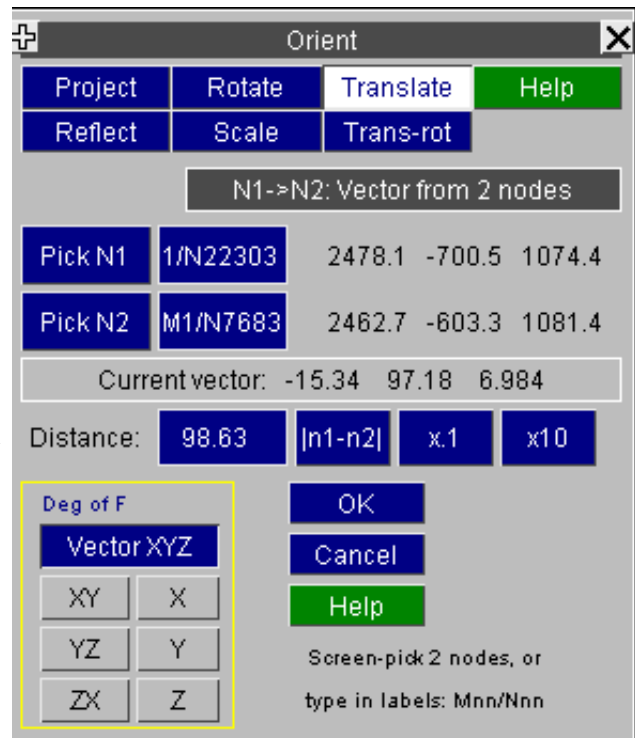 Orient
Project Rotate Translate Help
Reflect Scale Trans-rot
N1->N2: Vector from 2 nodes
Pick N1 1/N22303 2478.1 -700.5 1074.4
Pick N2 M1/N7683 2462.7 -603.3 1081.4
Current vector: -15.34 97.18 6.984
Distance: 98.63 |n1-n2| x.1 x10
Deg of F
Vector XYZ
XY X
YZ Y
ZX Z
OK
Cancel
Help
Screen-pick 2 nodes, or
type in labels: Mnn/Nnn